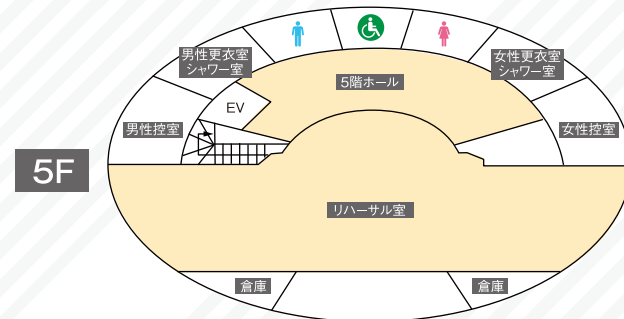 男性更衣室
シャワー室
女性更衣室
シャワー室
5階ホール
EV
男性控室
女性控室
5F
リハーサル室
倉庫
倉庫